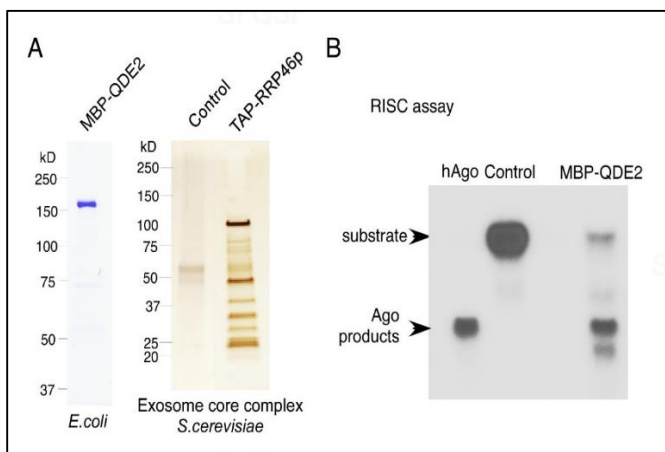 A
MBP-QDE2
kD
250
150
100
75
50
37
E.coli
Control
TAP-RRP46p
kD
250
150
100
75
50
37
25
20
Exosome core complex
S.cerevisiae
B
RISC assay
hAgo Control MBP-QDE2
substrate
Ago
products